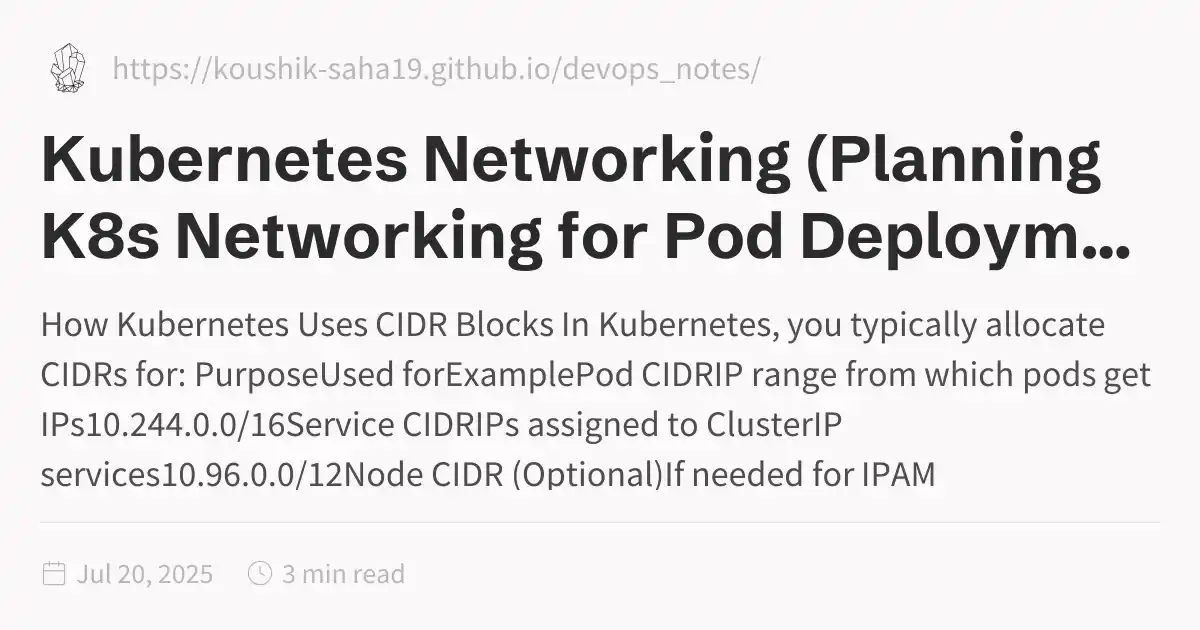 https://koushik-saha19.github.io/devops_notes/
Kubernetes Networking (Planning
K8s Networking for Pod Deploym...
How Kubernetes Uses CIDR Blocks In Kubernetes, you typically allocate
CIDRs for: PurposeUsed forExamplePod CIDRIP range from which pods get
IPs10.244.0.0/16Service CIDRIPs assigned to ClusterIP
services10.96.0.0/12Node CIDR (Optional)If needed for IPAM
Jul 20, 2025 3 min read